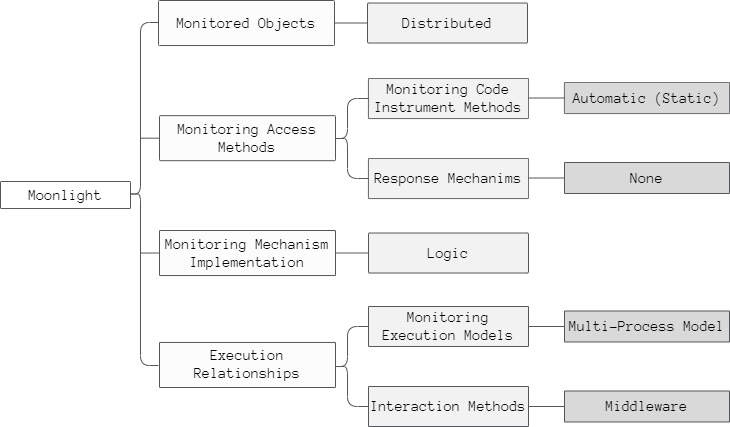 Monitored Objects
Distributed
Monitoring Code
Instrument Methods
Automatic (Static)
Monitoring Access
Methods
Response Mechanims
None
Moonlight
Monitoring Mechanism
Implementation
Logic
Monitoring
Execution Models
Multi-Process Model
Execution
Relationships
Interaction Methods
Middleware